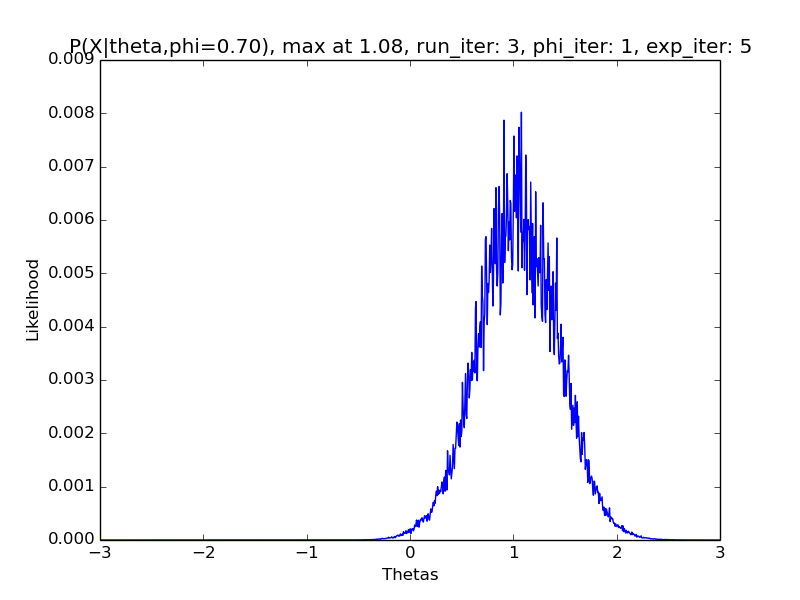 P(X|theta,phi=0.70), max at 1.08, run_iter: 3, phi_iter: 1, exp_iter: 5
0.009
0.008
0.007
0.006
0.005
0.004
0.003
0.002
0.001
0.000
Likelihood
−3 −2 −1 0 1 2 3
Thetas